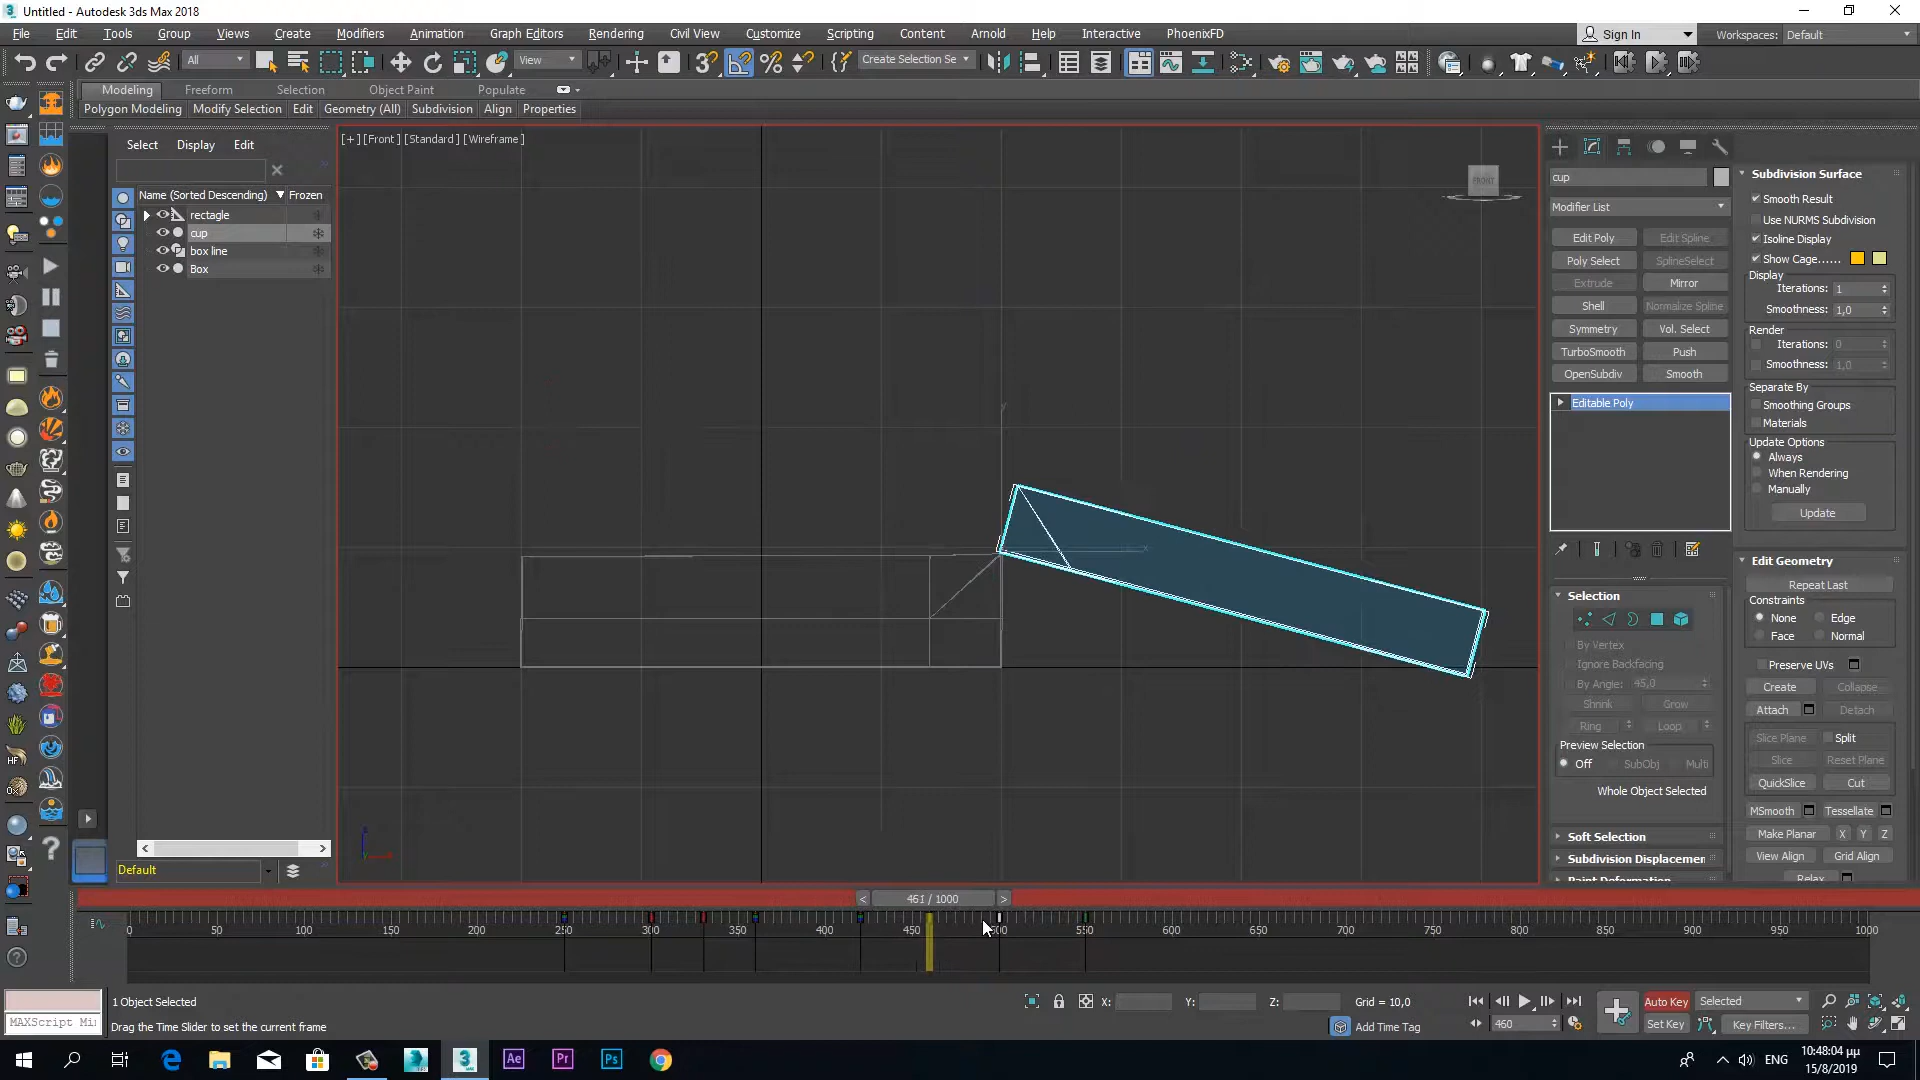 Untitled - Autodesk 3ds Max 2018
File Edit Tools Group Views Create Modifiers Animation Graph Editors Rendering Civil View Customize Scripting Content Arnold Help Interactive PhoenixFD
Sign In
Workspaces: Default
All
View
Create Selection Se
Modeling Freeform Selection Object Paint Populate
Polygon Modeling Modify Selection Edit Geometry (All) Subdivision Align Properties
Select Display Edit
Name (Sorted Descending) Frozen
rectagle
cup
box line
Box
Default
[+] [Front] [Standard] [Wireframe]
FRONT
cup
Modifier List
Edit Poly Edit Spline
Poly Select SplineSelect
Extrude Mirror
Shell Normalize Spline
Symmetry Vol. Select
TurboSmooth Push
OpenSubdiv Smooth
Editable Poly
Selection
By Vertex
Ignore Backfacing
By Angle: 45,0
Shrink Grow
Ring Loop
Preview Selection
Off SubObj Multi
Whole Object Selected
Soft Selection
Subdivision Displacemen
Paint Deformation
Subdivision Surface
Smooth Result
Use NURMS Subdivision
Isoline Display
Show Cage......
Display
Iterations: 1
Smoothness: 1,0
Render
Iterations: 0
Smoothness: 1,0
Separate By
Smoothing Groups
Materials
Update Options
Always
When Rendering
Manually
Update
Edit Geometry
Repeat Last
Constraints
None Edge
Face Normal
Preserve UVs
Create Collapse
Attach Detach
Slice Plane Split
Slice Reset Plane
QuickSlice Cut
MSmooth Tessellate
Make Planar X Y Z
View Align Grid Align
Relax
461 / 1000
0 50 100 150 200 250 300 350 400 450 500 550 600 650 700 750 800 850 900 950 1000
MAXScript Mi
1 Object Selected
Drag the Time Slider to set the current frame
X: Y: Z: Grid = 10,0
Add Time Tag
460
Auto Key Selected
Set Key Key Filters...
Ae Pr Ps
ENG
10:48:04 μμ
15/8/2019